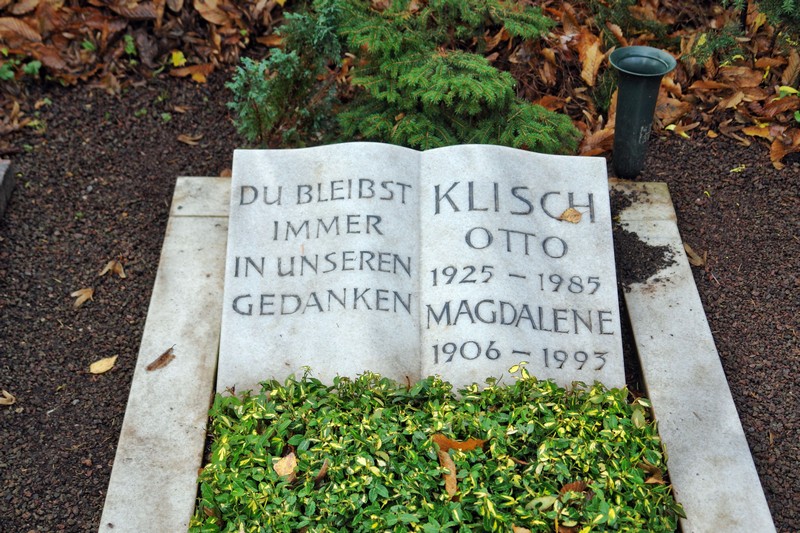 DU BLEIBST
IMMER
IN UNSEREN
GEDANKEN
KLISCH
OTTO
1925 – 1985
MAGDALENE
1906 – 1993